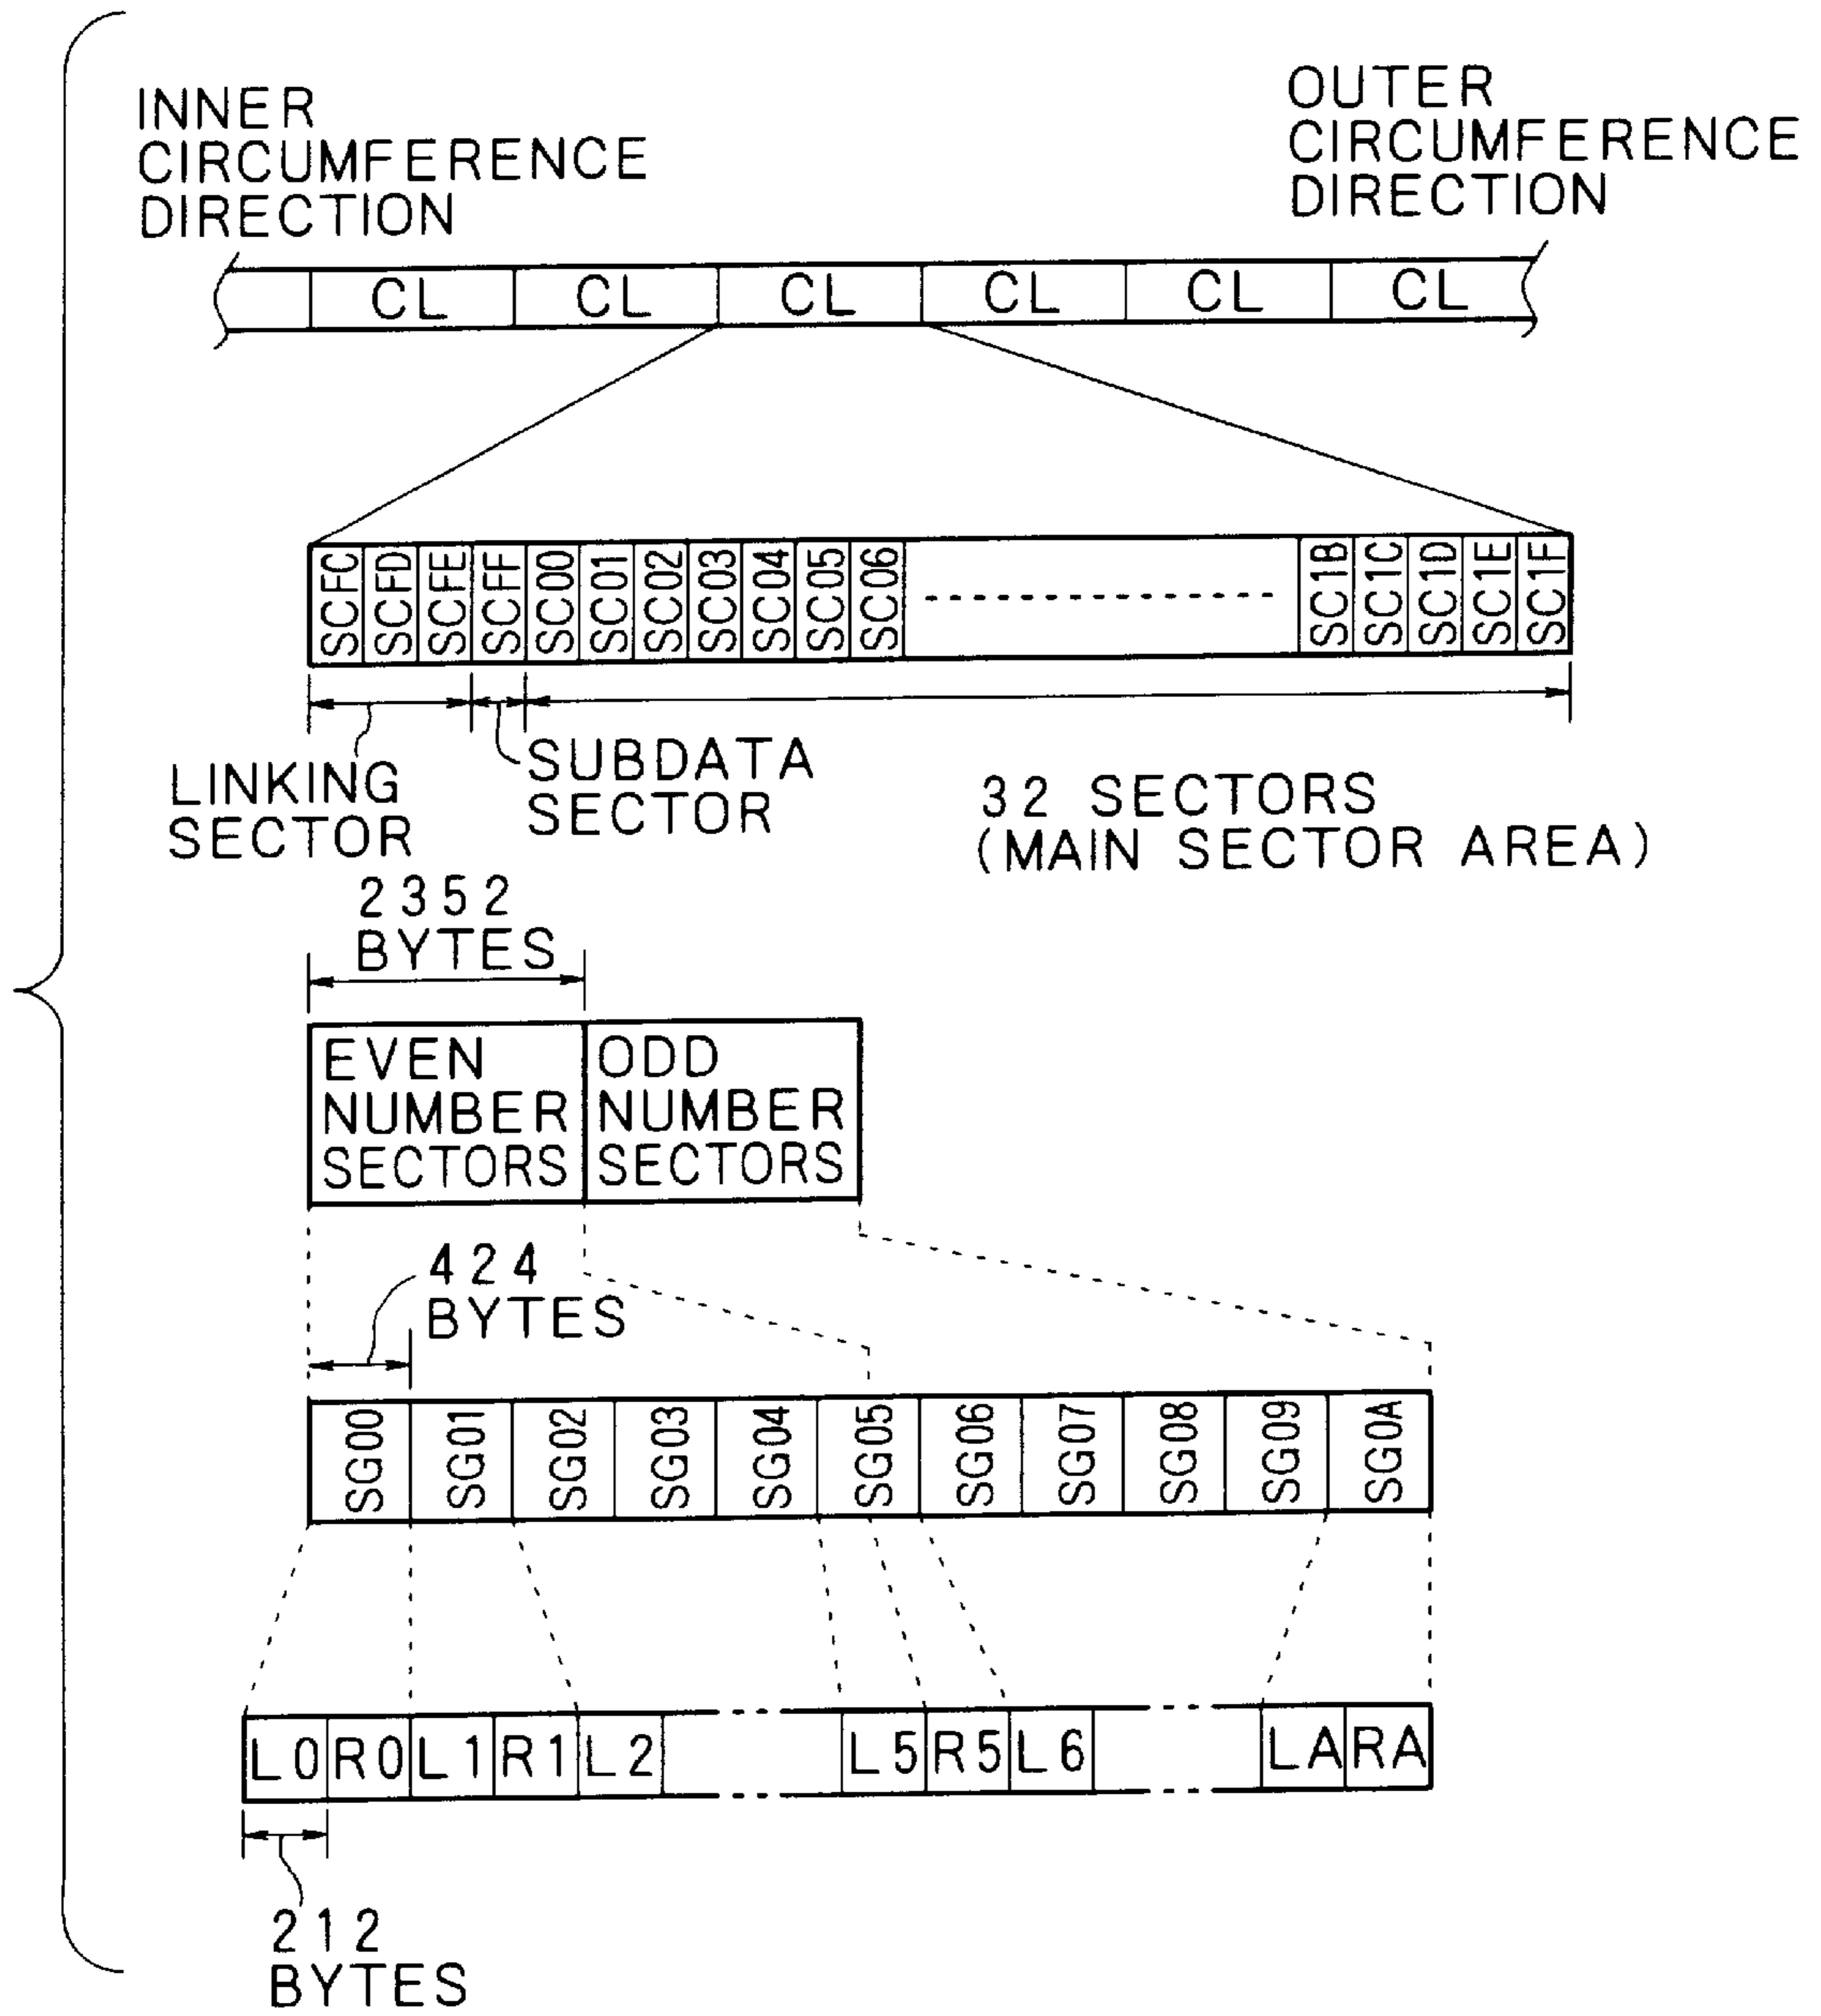 INNER
CIRCUMFERENCE
DIRECTION
OUTER
CIRCUMFERENCE
DIRECTION
CL CL CL CL CL CL
SCFC SCFD SCFE SCFF SC00 SC01 SC02 SC03 SC04 SC05 SC06 SC1B SC1C SC1D SC1E SC1F
LINKING
SECTOR
SUBDATA
SECTOR
32 SECTORS
(MAIN SECTOR AREA)
2352
BYTES
EVEN
NUMBER
SECTORS
ODD
NUMBER
SECTORS
424
BYTES
SG00 SG01 SG02 SG03 SG04 SG05 SG06 SG07 SG08 SG09 SG0A
L0 R0 L1 R1 L2 L5 R5 L6 LA RA
212
BYTES